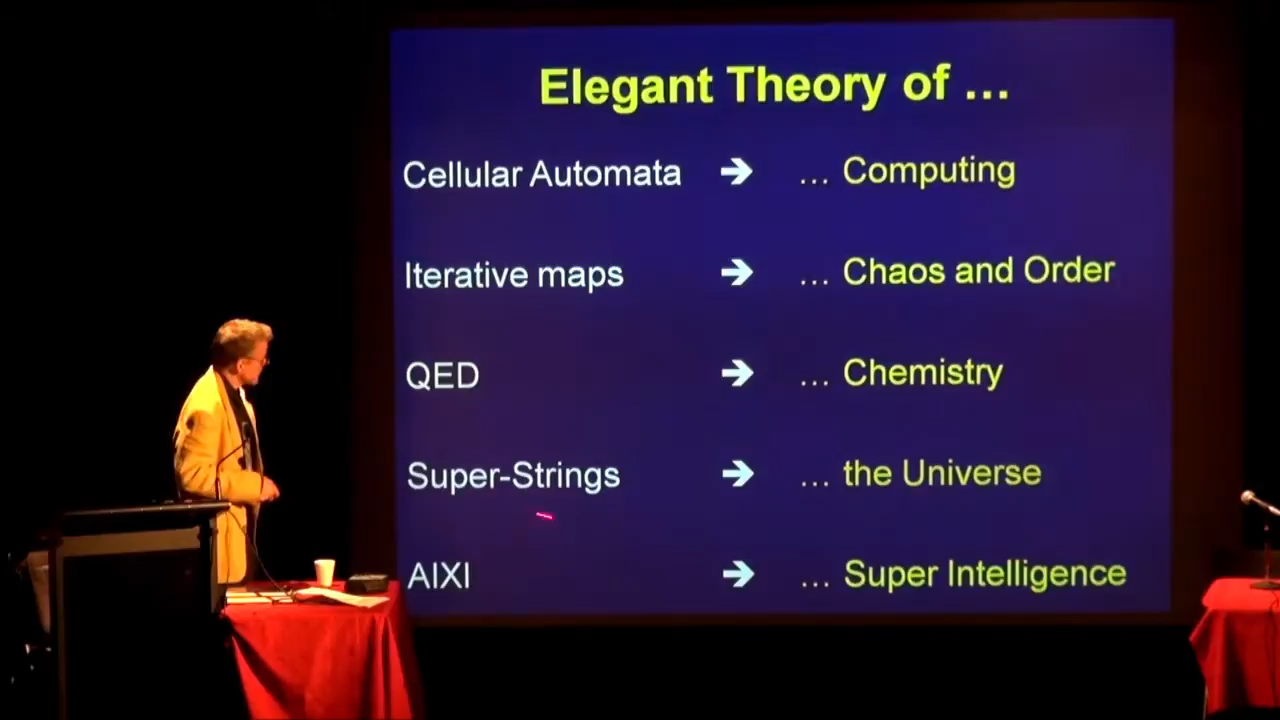 Elegant Theory of ...
Cellular Automata ➔ ... Computing
Iterative maps ➔ ... Chaos and Order
QED ➔ ... Chemistry
Super-Strings ➔ ... the Universe
AIXI ➔ ... Super Intelligence